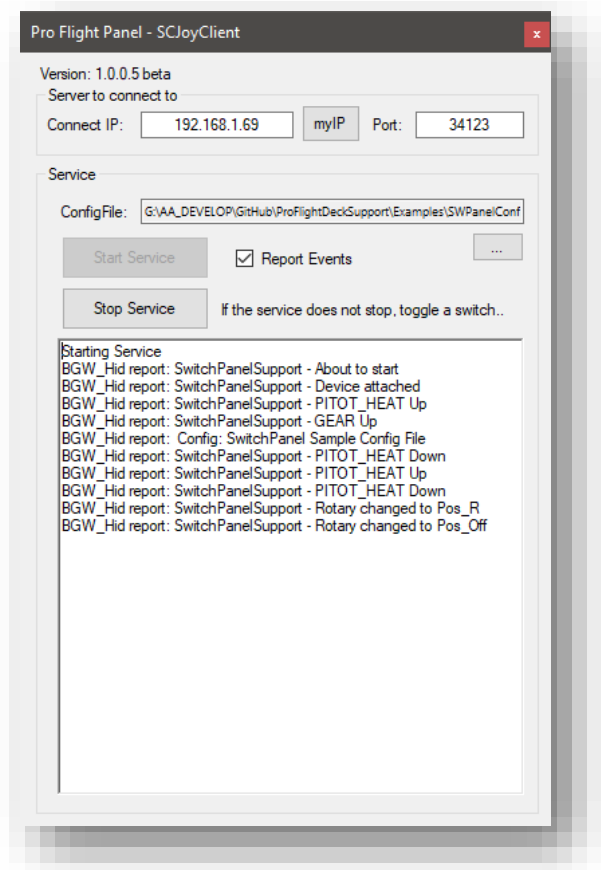 Pro Flight Panel - SCJoyClient x
Version: 1.0.0.5 beta
Server to connect to
Connect IP: 192.168.1.69 myIP Port: 34123
Service
ConfigFile: G:\AA_DEVELOP\GitHub\ProFlightDeckSupport\Examples\SWPanelConf
Start Service Report Events ...
Stop Service If the service does not stop, toggle a switch..
Starting Service
BGW_Hid report: SwitchPanelSupport - About to start
BGW_Hid report: SwitchPanelSupport - Device attached
BGW_Hid report: SwitchPanelSupport - PITOT_HEAT Up
BGW_Hid report: SwitchPanelSupport - GEAR Up
BGW_Hid report:  Config: SwitchPanel Sample Config File
BGW_Hid report: SwitchPanelSupport - PITOT_HEAT Down
BGW_Hid report: SwitchPanelSupport - PITOT_HEAT Up
BGW_Hid report: SwitchPanelSupport - PITOT_HEAT Down
BGW_Hid report: SwitchPanelSupport - Rotary changed to Pos_R
BGW_Hid report: SwitchPanelSupport - Rotary changed to Pos_Off